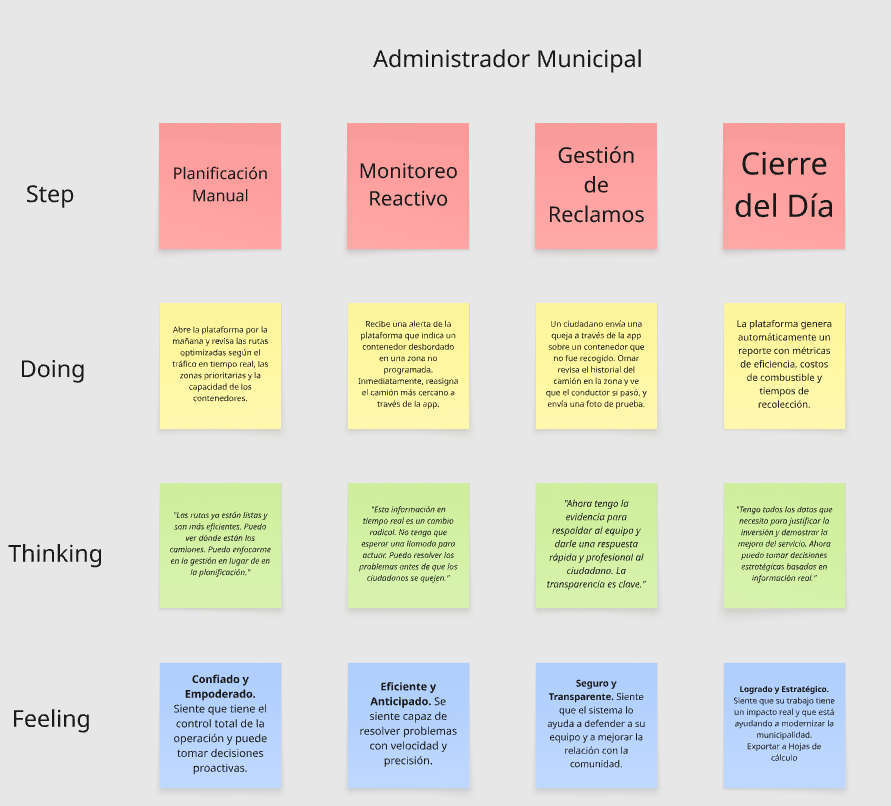 Administrador Municipal
Step
Planificación
Manual
Monitoreo
Reactivo
Gestión
de
Reclamos
Cierre
del Día
Doing
Abre la plataforma por la
mañana y revisa las rutas
optimizadas según el
tráfico en tiempo real, las
zonas prioritarias y la
capacidad de los
contenedores.
Recibe una alerta de la
plataforma que indica un
contenedor desbordado
en una zona no
programada.
Inmediatamente, reasigna
el camión más cercano a
través de la app.
Un ciudadano envía una
queja a través de la app
sobre un contenedor que
no fue recogido. Omar
revisa el historial del
camión en la zona y ve
que el conductor si pasó, y
envía una foto de prueba.
La plataforma genera
automáticamente un
reporte con métricas
de eficiencia, costos
de combustible y
tiempos de
recolección.
Thinking
"Las rutas ya están listas y
son más eficientes. Puedo
ver dónde están los
camiones. Puedo enfocarme
en la gestión en lugar de en
la planificación."
"Esta información en
tiempo real es un cambio
radical. No tengo que
esperar una llamada para
actuar. Puedo resolver los
problemas antes de que los
ciudadanos se quejen."
"Ahora tengo la
evidencia para
respaldar al equipo y
darle una respuesta
rápida y profesional al
ciudadano. La
transparencia es clave."
"Tengo todos los datos que
necesito para justificar la
inversión y demostrar la
mejora del servicio. Ahora
puedo tomar decisiones
estratégicas basadas en
información real."
Feeling
Confiado y
Empoderado.
Siente que tiene el
control total de la
operación y puede
tomar decisiones
proactivas.
Eficiente y
Anticipado. Se
siente capaz de
resolver problemas
con velocidad y
precisión.
Seguro y
Transparente. Siente
que el sistema lo
ayuda a defender a su
equipo y a mejorar la
relación con la
comunidad.
Logrado y Estratégico.
Siente que su trabajo tiene
un impacto real y que está
ayudando a modernizar la
municipalidad.
Exportar a Hojas de
cálculo